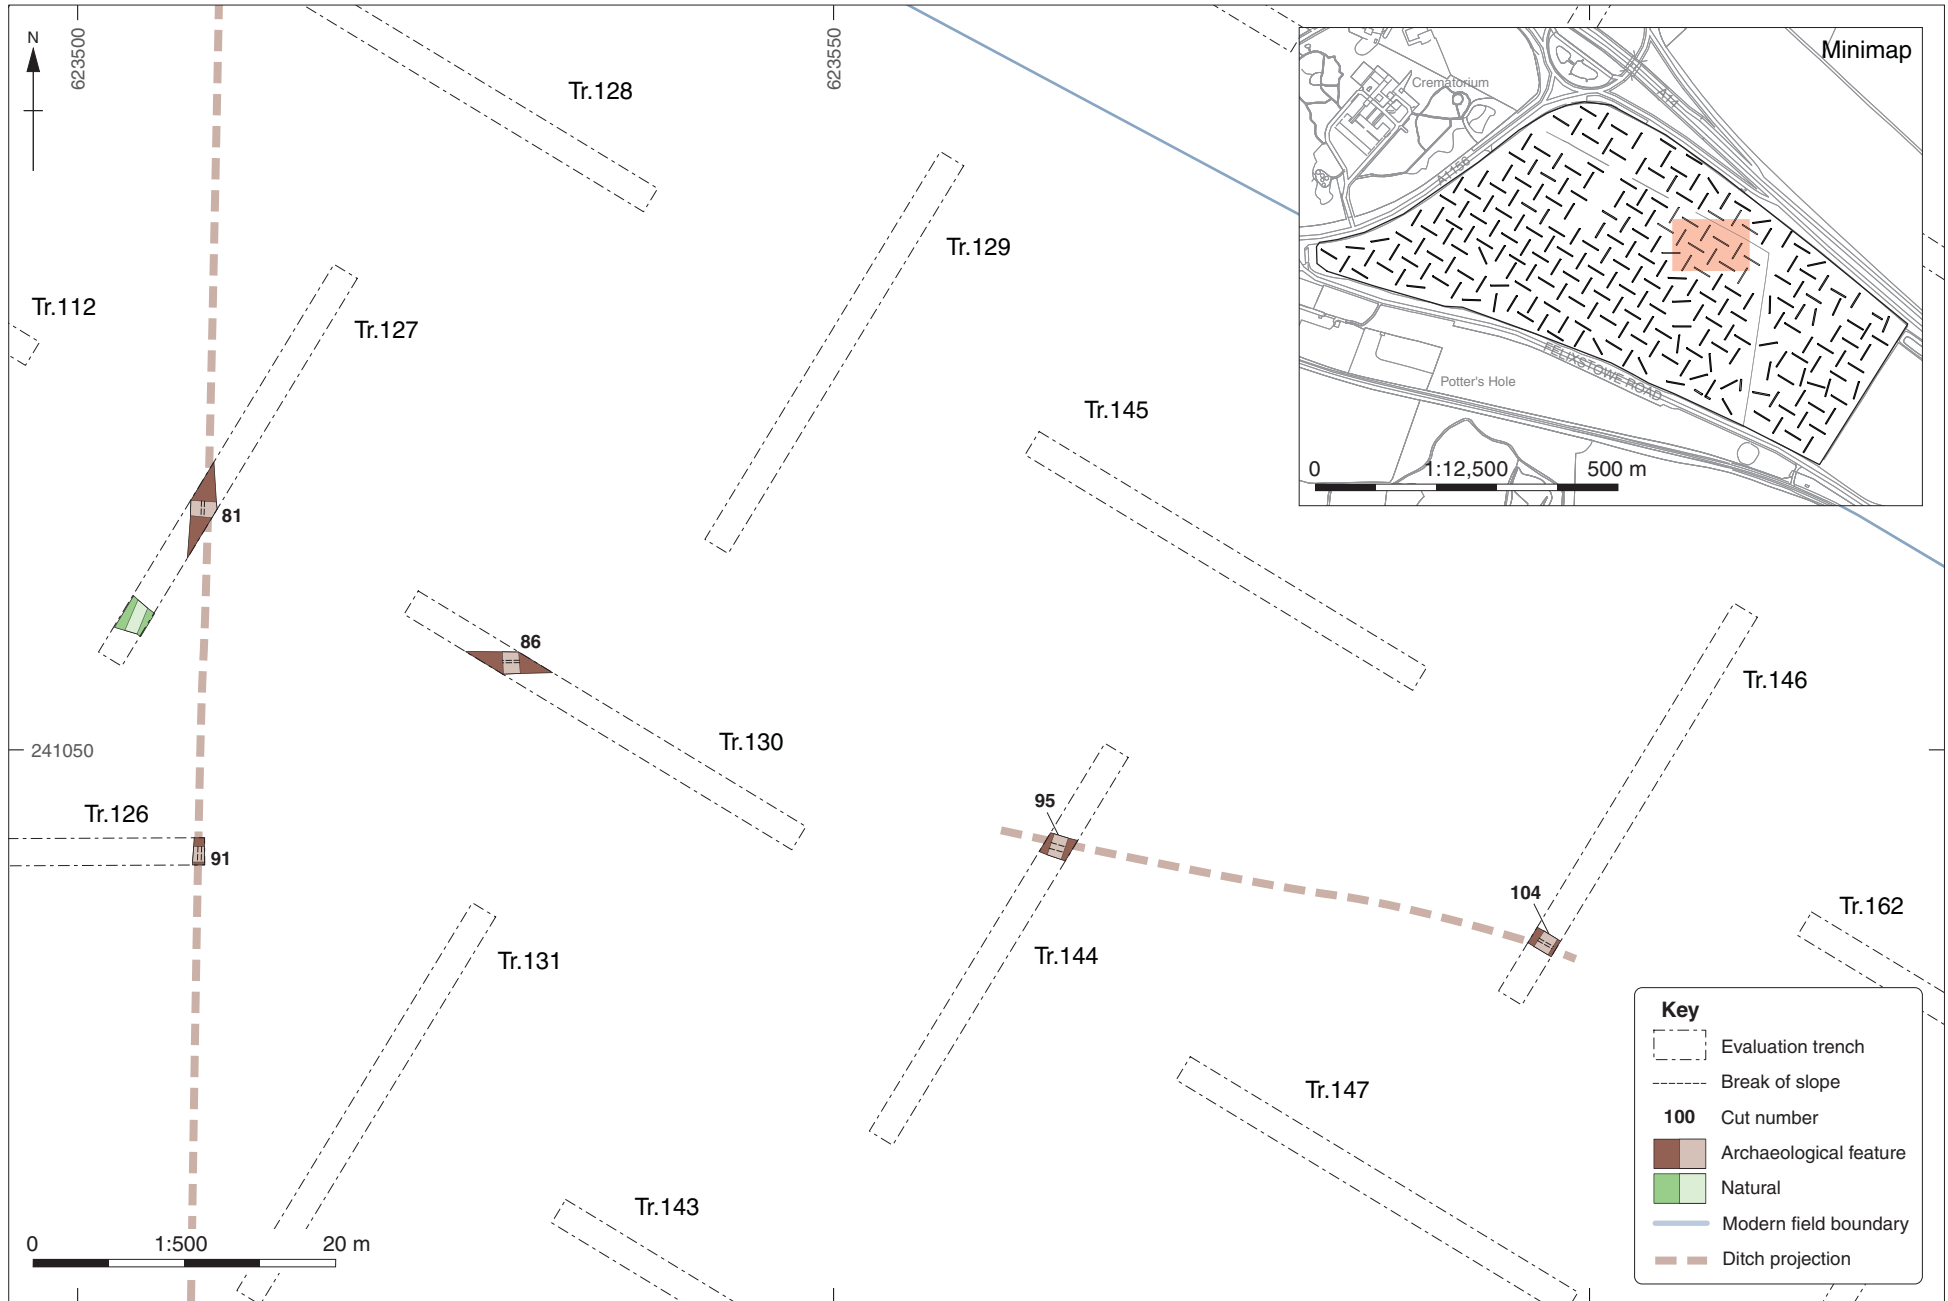 N
623500
623550
Tr.128
Tr.129
Tr.112
Tr.127
Tr.145
81
86
Tr.146
Tr.130
241050
Tr.126
95
91
104
Tr.162
Tr.131
Tr.144
Tr.147
Tr.143
0 1:500 20 m
Minimap
Crematorium
A14
A1156
FELIXSTOWE ROAD
Potter's Hole
0 1:12,500 500 m
Key
Evaluation trench
Break of slope
100 Cut number
Archaeological feature
Natural
Modern field boundary
Ditch projection